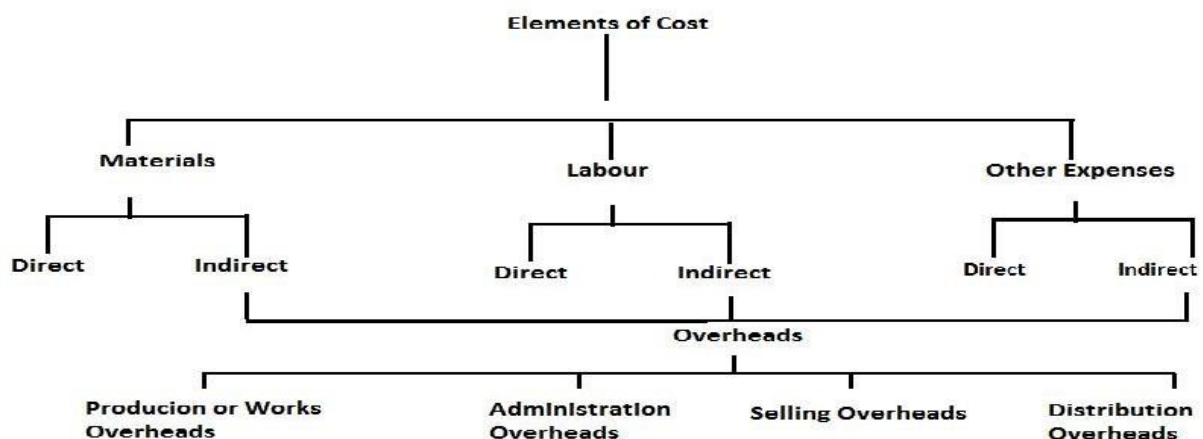 Elements of Cost
Materials
Labour
Other Expenses
Direct
Indirect
Direct
Indirect
Direct
Indirect
Overheads
Producion or Works
Overheads
Administration
Overheads
Selling Overheads
Distribution
Overheads